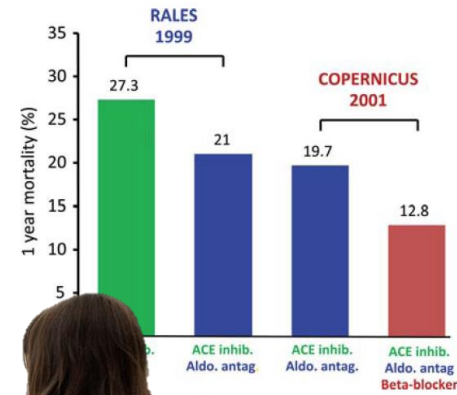 RALES
1999
COPERNICUS
2001
1 year mortality (%)
35
30
25
20
15
10
5
27.3
21
19.7
12.8
b.
ACE inhib.
Aldo. antag.
ACE inhib.
Aldo. antag.
ACE inhib.
Aldo. antag
Beta-blocker